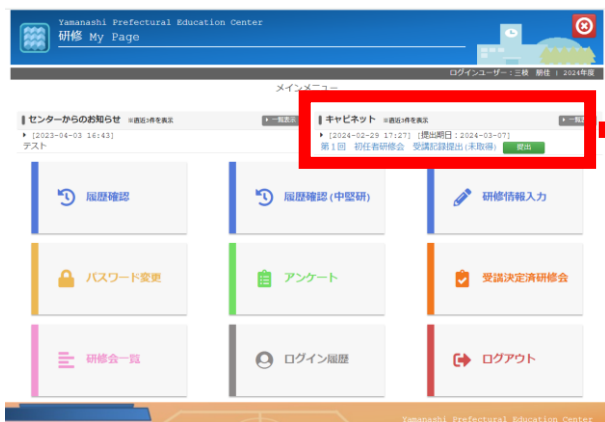 Yamanashi Prefectural Education Center
研修 My Page
ログインユーザー：三枝 順佳 | 2024年度
メインメニュー
センターからのお知らせ ※直近3件を表示
一覧表示
[2023-04-03 16:43]
テスト
キャビネット ※直近3件を表示
[2024-02-29 17:27] [提出期日：2024-03-07]
第1回 初任者研修会 受講記録提出(未取得) 提出
履歴確認
履歴確認(中堅研)
研修情報入力
パスワード変更
アンケート
受講決定済研修会
研修会一覧
ログイン履歴
ログアウト
Yamanashi Prefectural Education Center